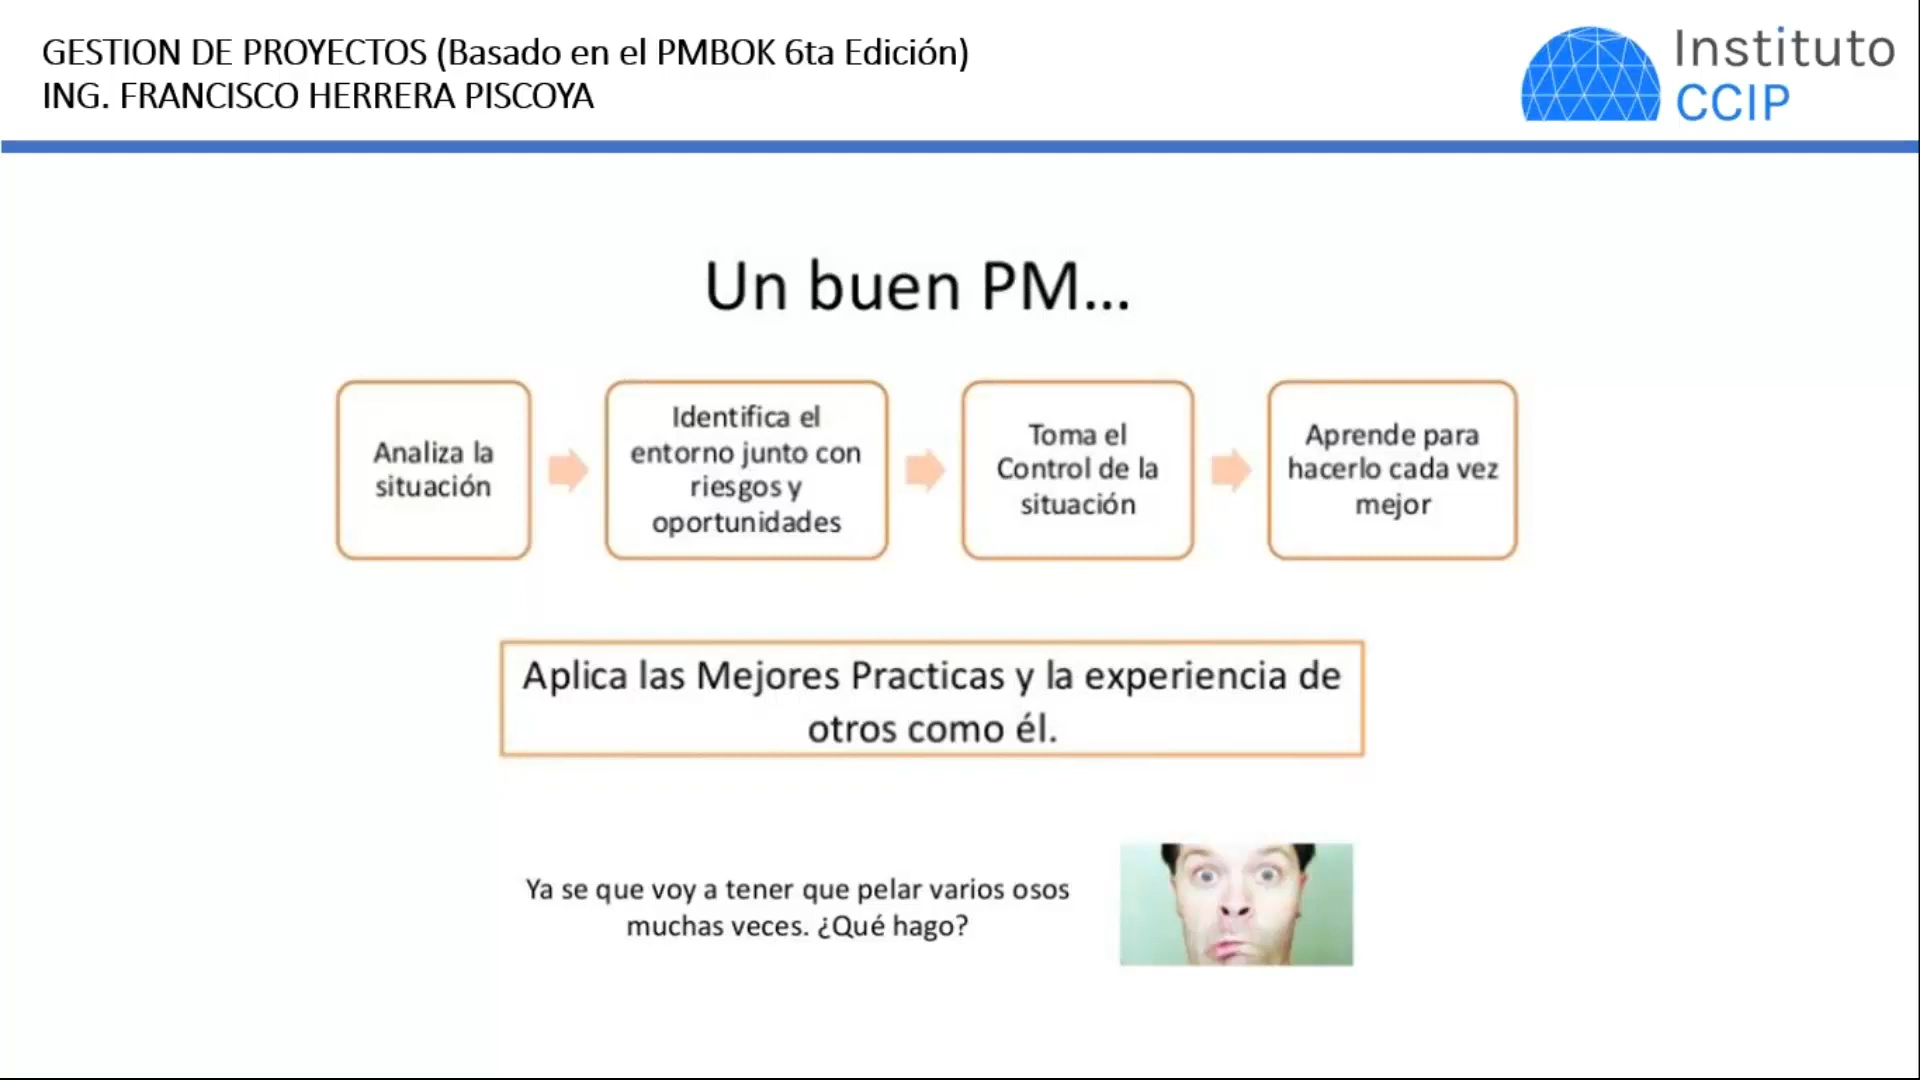 GESTION DE PROYECTOS (Basado en el PMBOK 6ta Edición)
ING. FRANCISCO HERRERA PISCOYA
Instituto
CCIP
Un buen PM...
Analiza la
situación
Identifica el
entorno junto con
riesgos y
oportunidades
Toma el
Control de la
situación
Aprende para
hacerlo cada vez
mejor
Aplica las Mejores Practicas y la experiencia de
otros como él.
Ya se que voy a tener que pelar varios osos
muchas veces. ¿Qué hago?